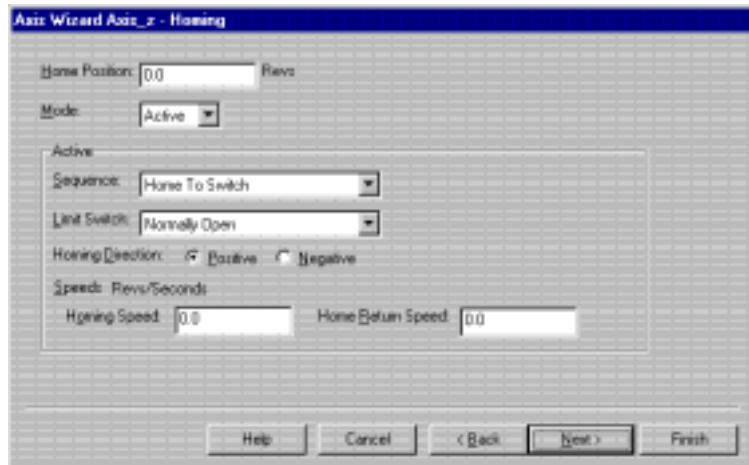 Axis Wizard Axis_z - Homing
Home Position: 0.0 Revs
Mode: Active
Active
Sequence: Home To Switch
Limit Switch: Normally Open
Homing Direction: Positive Negative
Speeds Revs/Seconds
Homing Speed: 0.0 Home Return Speed: 0.0
Help Cancel < Back Next > Finish